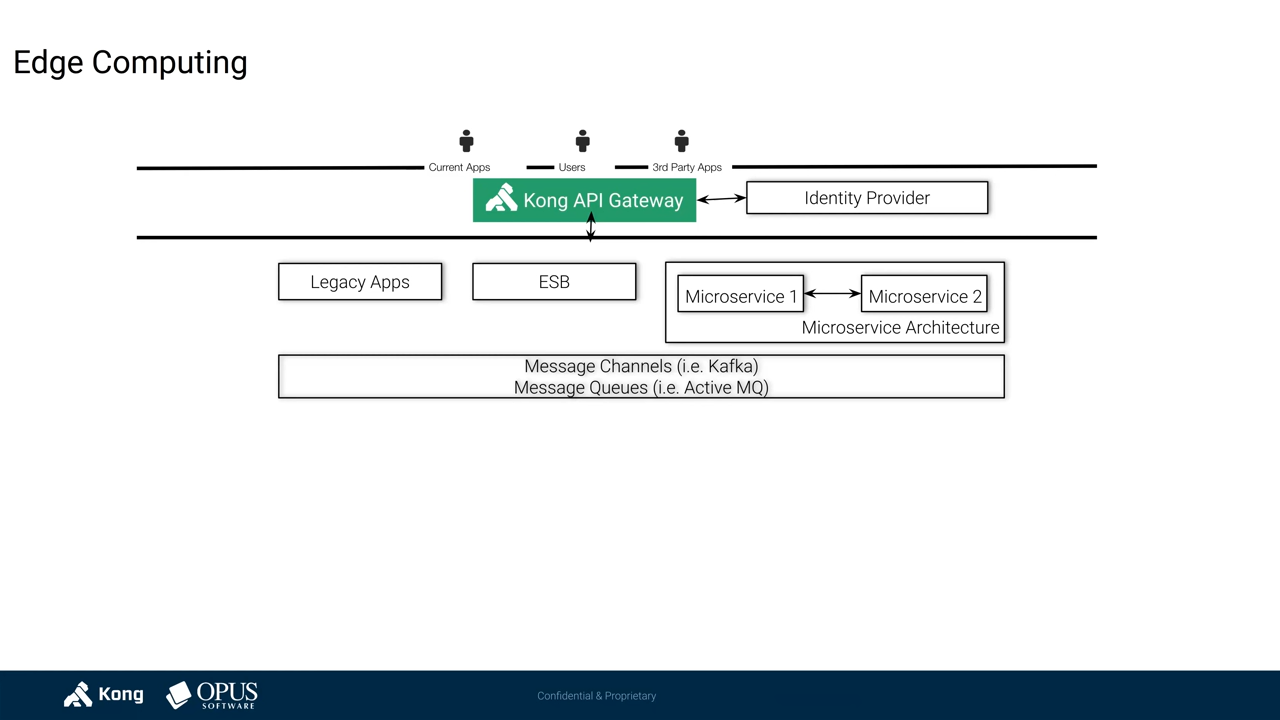 Edge Computing
Current Apps
Users
3rd Party Apps
Kong API Gateway
Identity Provider
Legacy Apps
ESB
Microservice 1
Microservice 2
Microservice Architecture
Message Channels (i.e. Kafka)
Message Queues (i.e. Active MQ)
Kong
OPUS
SOFTWARE
Confidential & Proprietary